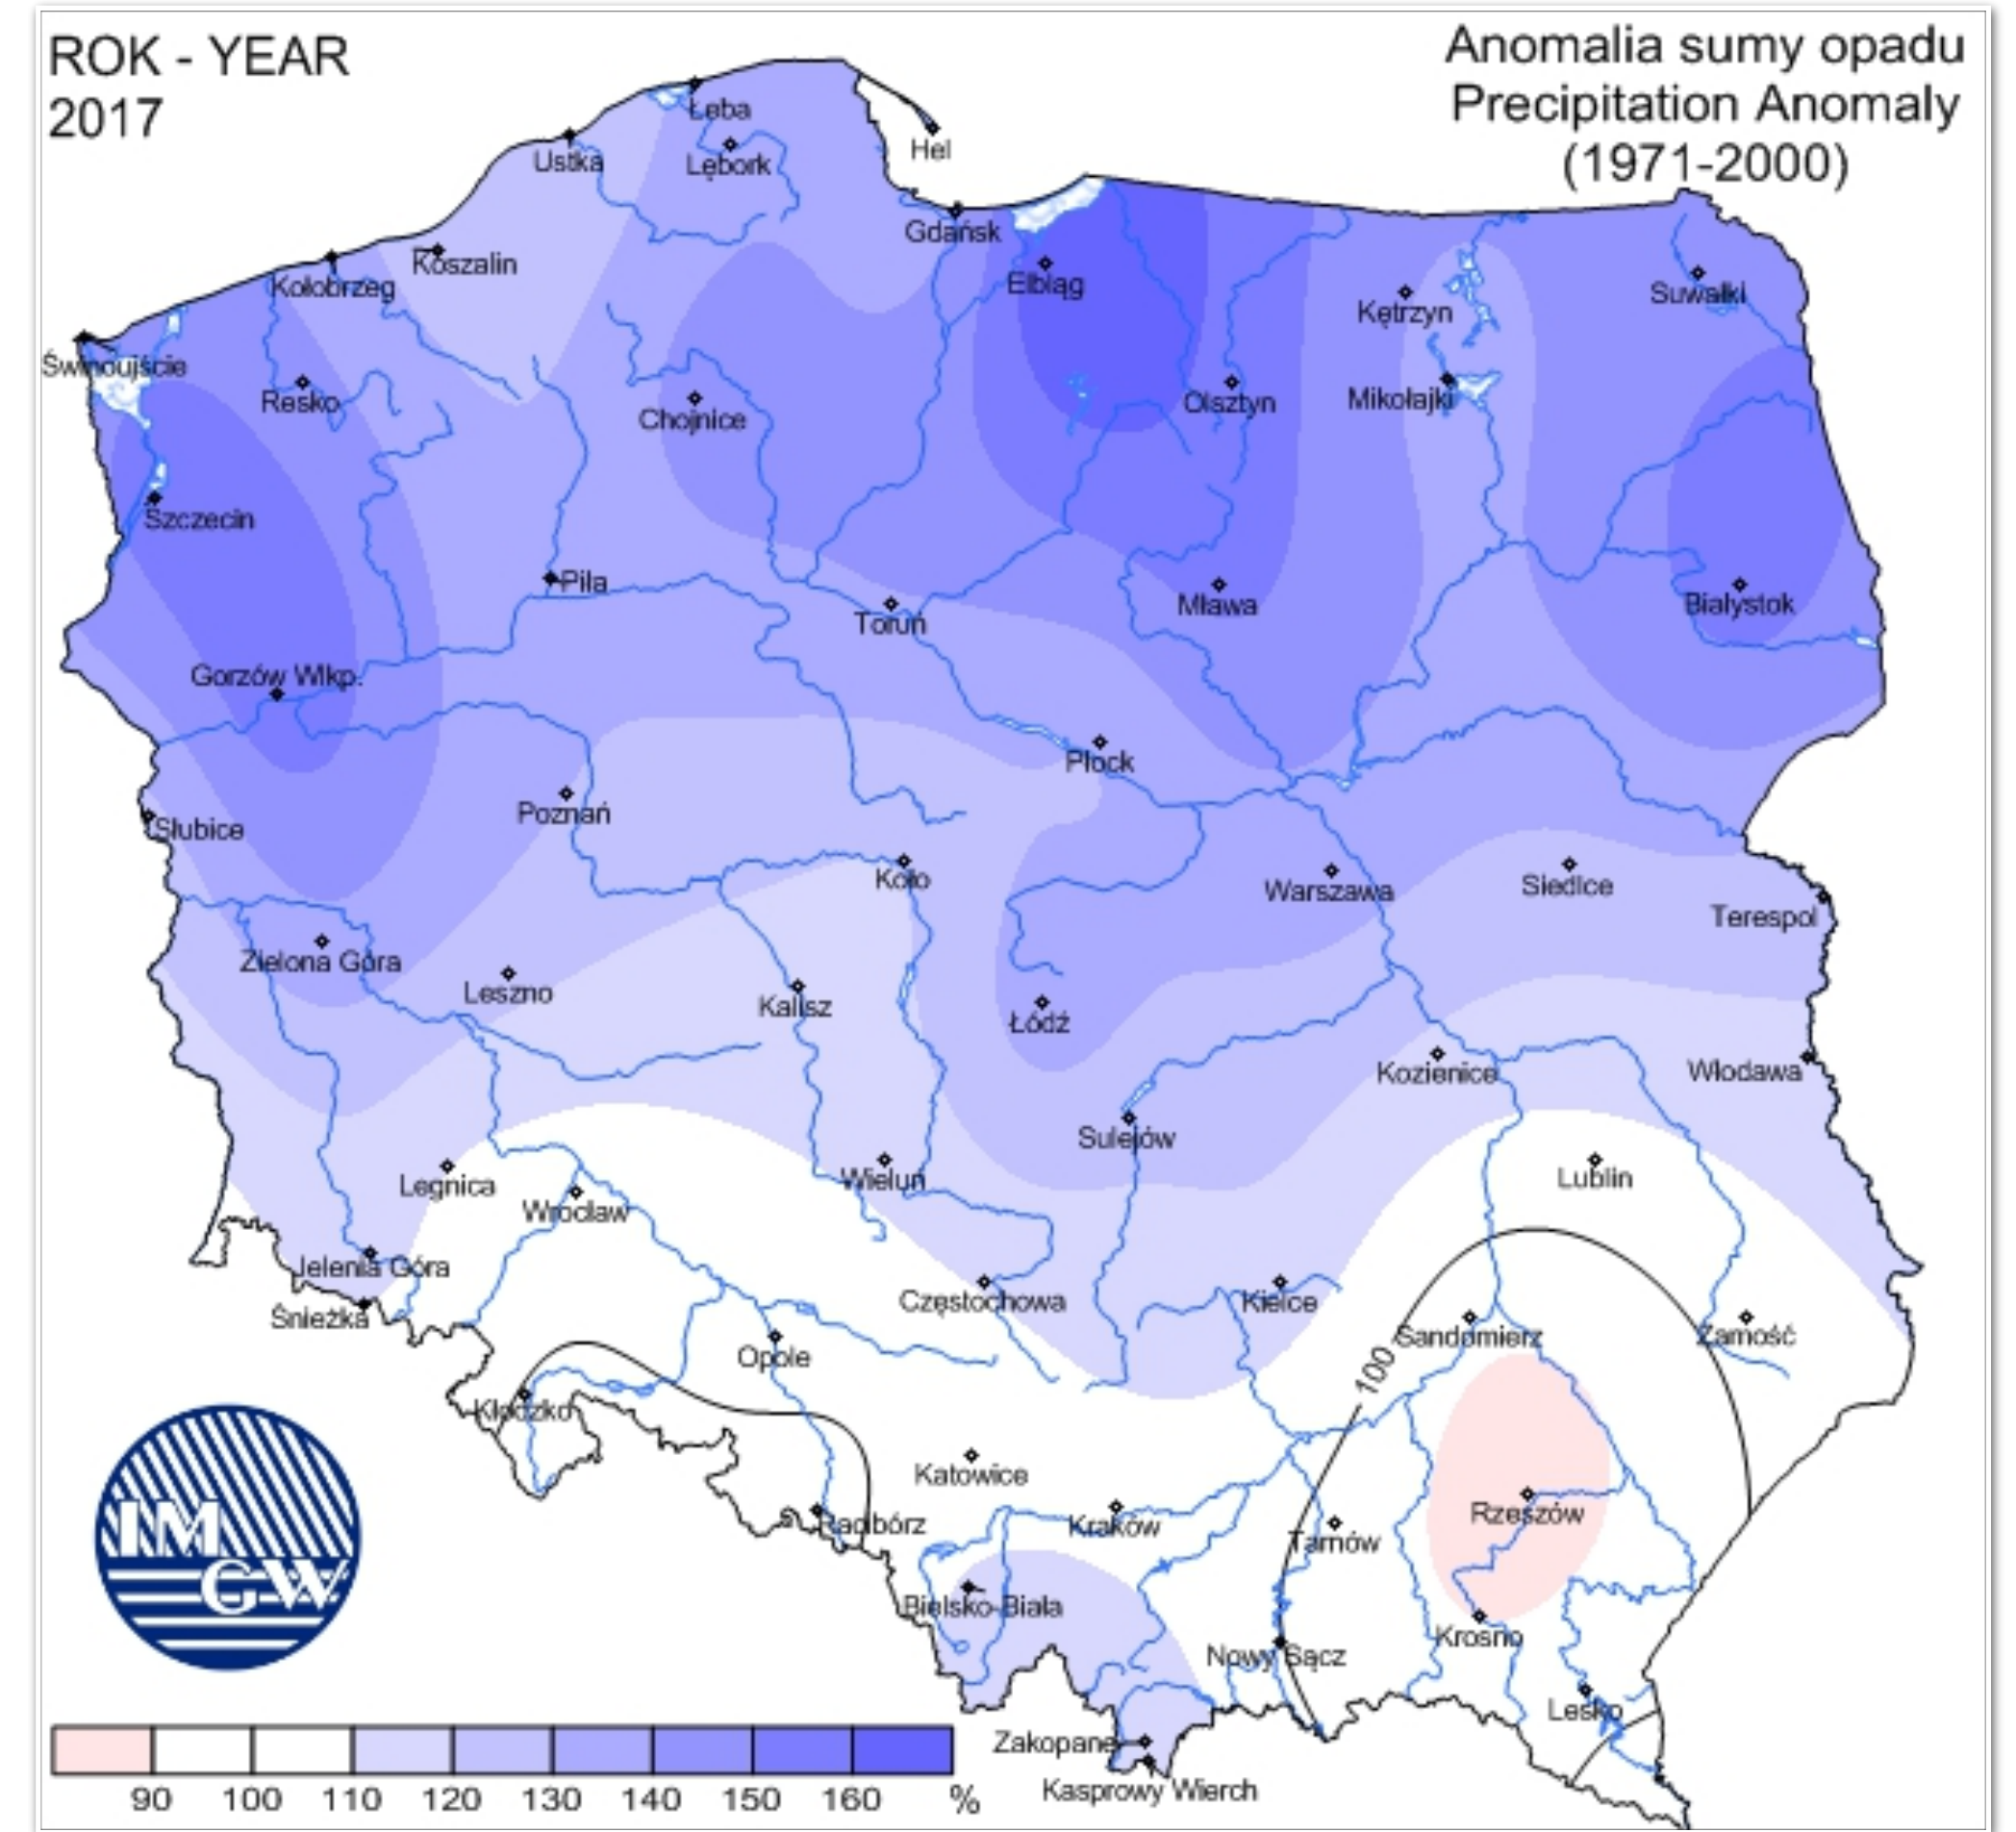 ROK - YEAR
2017
Anomalia sumy opadu
Precipitation Anomaly
(1971-2000)
Łeba
Hel
Ustka
Lębork
Gdańsk
Koszalin
Kołobrzeg
Elbląg
Suwałki
Kętrzyn
Świnoujście
Resko
Chojnice
Olsztyn
Mikołajki
Szczecin
Piła
Toruń
Mława
Białystok
Gorzów Wlkp.
Płock
Poznań
Słubice
Koło
Warszawa
Siedlce
Terespol
Zielona Góra
Leszno
Kalisz
Łódź
Kozienice
Włodawa
Sulejów
Legnica
Wieluń
Lublin
Wrocław
Jelenia Góra
Częstochowa
Kielce
Śnieżka
Sandomierz
Zamość
Opole
100
Kłodzko
Katowice
Rzeszów
Racibórz
Kraków
Tarnów
Bielsko-Biała
Krosno
Nowy Sącz
Lesko
Zakopane
Kasprowy Wierch
IM
GW
90 100 110 120 130 140 150 160 %